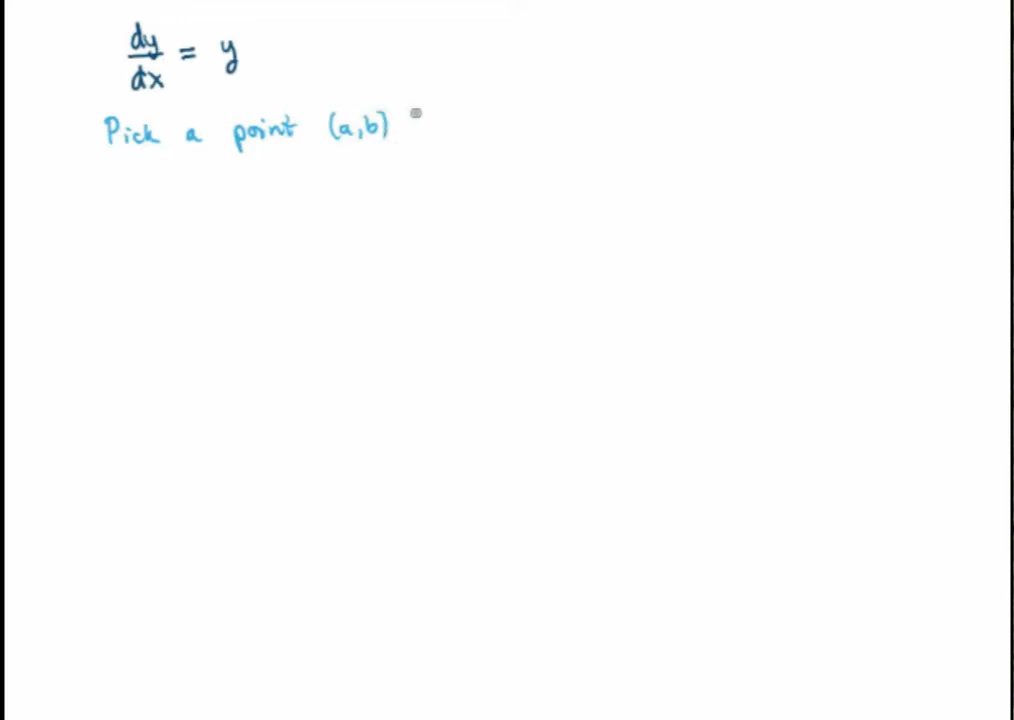 dy/dx = y
Pick a point (a,b)